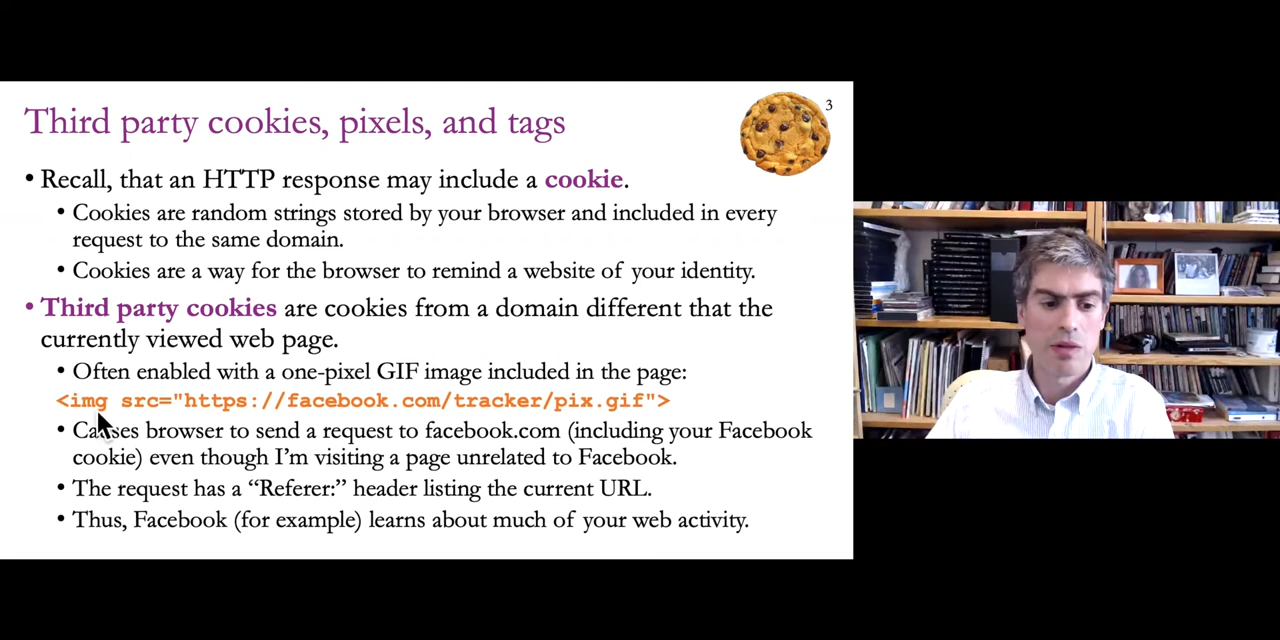 Third party cookies, pixels, and tags
3
• Recall, that an HTTP response may include a cookie.
• Cookies are random strings stored by your browser and included in every
request to the same domain.
• Cookies are a way for the browser to remind a website of your identity.
• Third party cookies are cookies from a domain different that the
currently viewed web page.
• Often enabled with a one-pixel GIF image included in the page:
<img src="https://facebook.com/tracker/pix.gif">
• Causes browser to send a request to facebook.com (including your Facebook
cookie) even though I'm visiting a page unrelated to Facebook.
• The request has a “Referer:” header listing the current URL.
• Thus, Facebook (for example) learns about much of your web activity.